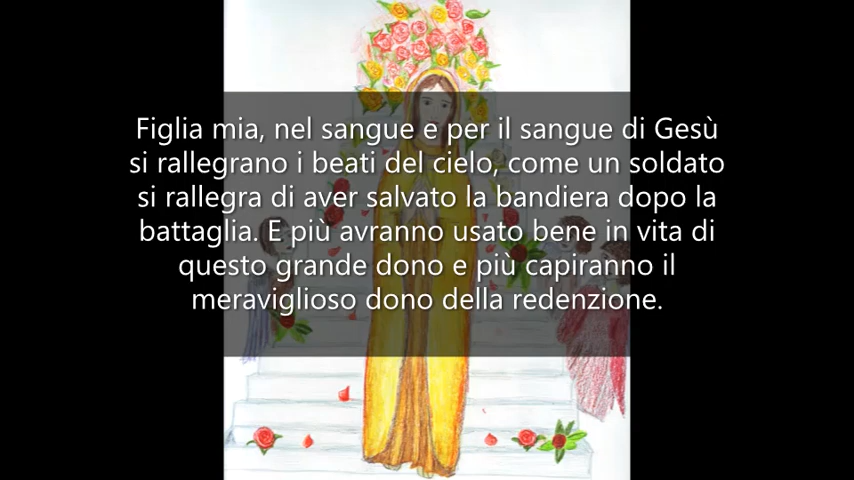 Figlia mia, nel sangue e per il sangue di Gesù
si rallegrano i beati del cielo, come un soldato
si rallegra di aver salvato la bandiera dopo la
battaglia. E più avranno usato bene in vita di
questo grande dono e più capiranno il
meraviglioso dono della redenzione.